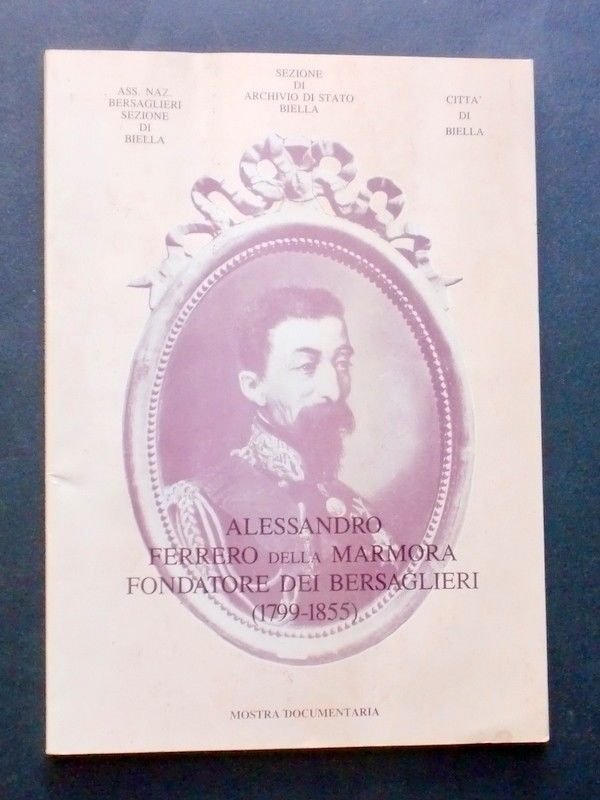 ASS. NAZ.
BERSAGLIERI
SEZIONE
DI
BIELLA
SEZIONE
DI
ARCHIVIO DI STATO
BIELLA
CITTA'
DI
BIELLA
ALESSANDRO
FERRERO DELLA MARMORA
FONDATORE DEI BERSAGLIERI
(1799-1855)
MOSTRA DOCUMENTARIA